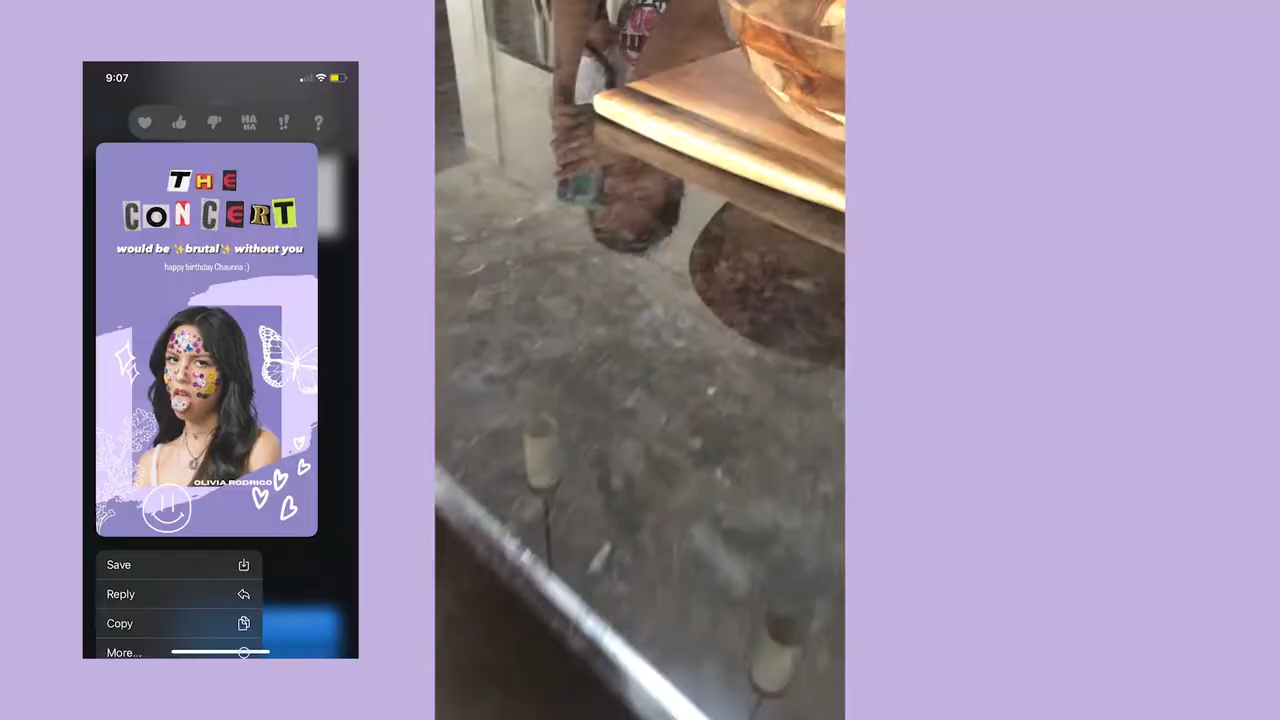 9:07
HA
HA
!!
?
THE
CONCERT
would be ✨brutal✨ without you
happy birthday Chaunna :)
OLIVIA RODRIGO
Save
Reply
Copy
More...